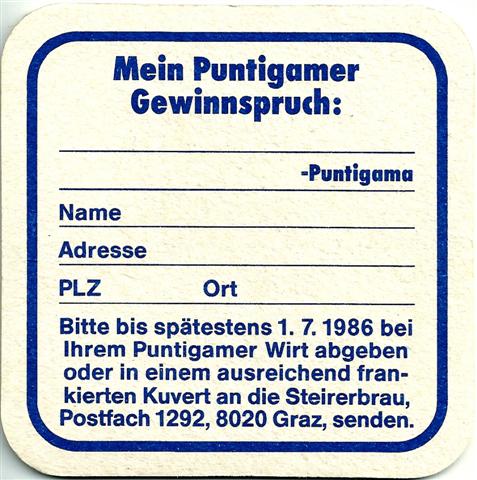 Mein Puntigamer
Gewinnspruch:
-Puntigama
Name
Adresse
PLZ Ort
Bitte bis spätestens 1. 7. 1986 bei
Ihrem Puntigamer Wirt abgeben
oder in einem ausreichend fran-
kierten Kuvert an die Steirerbrau,
Postfach 1292, 8020 Graz, senden.